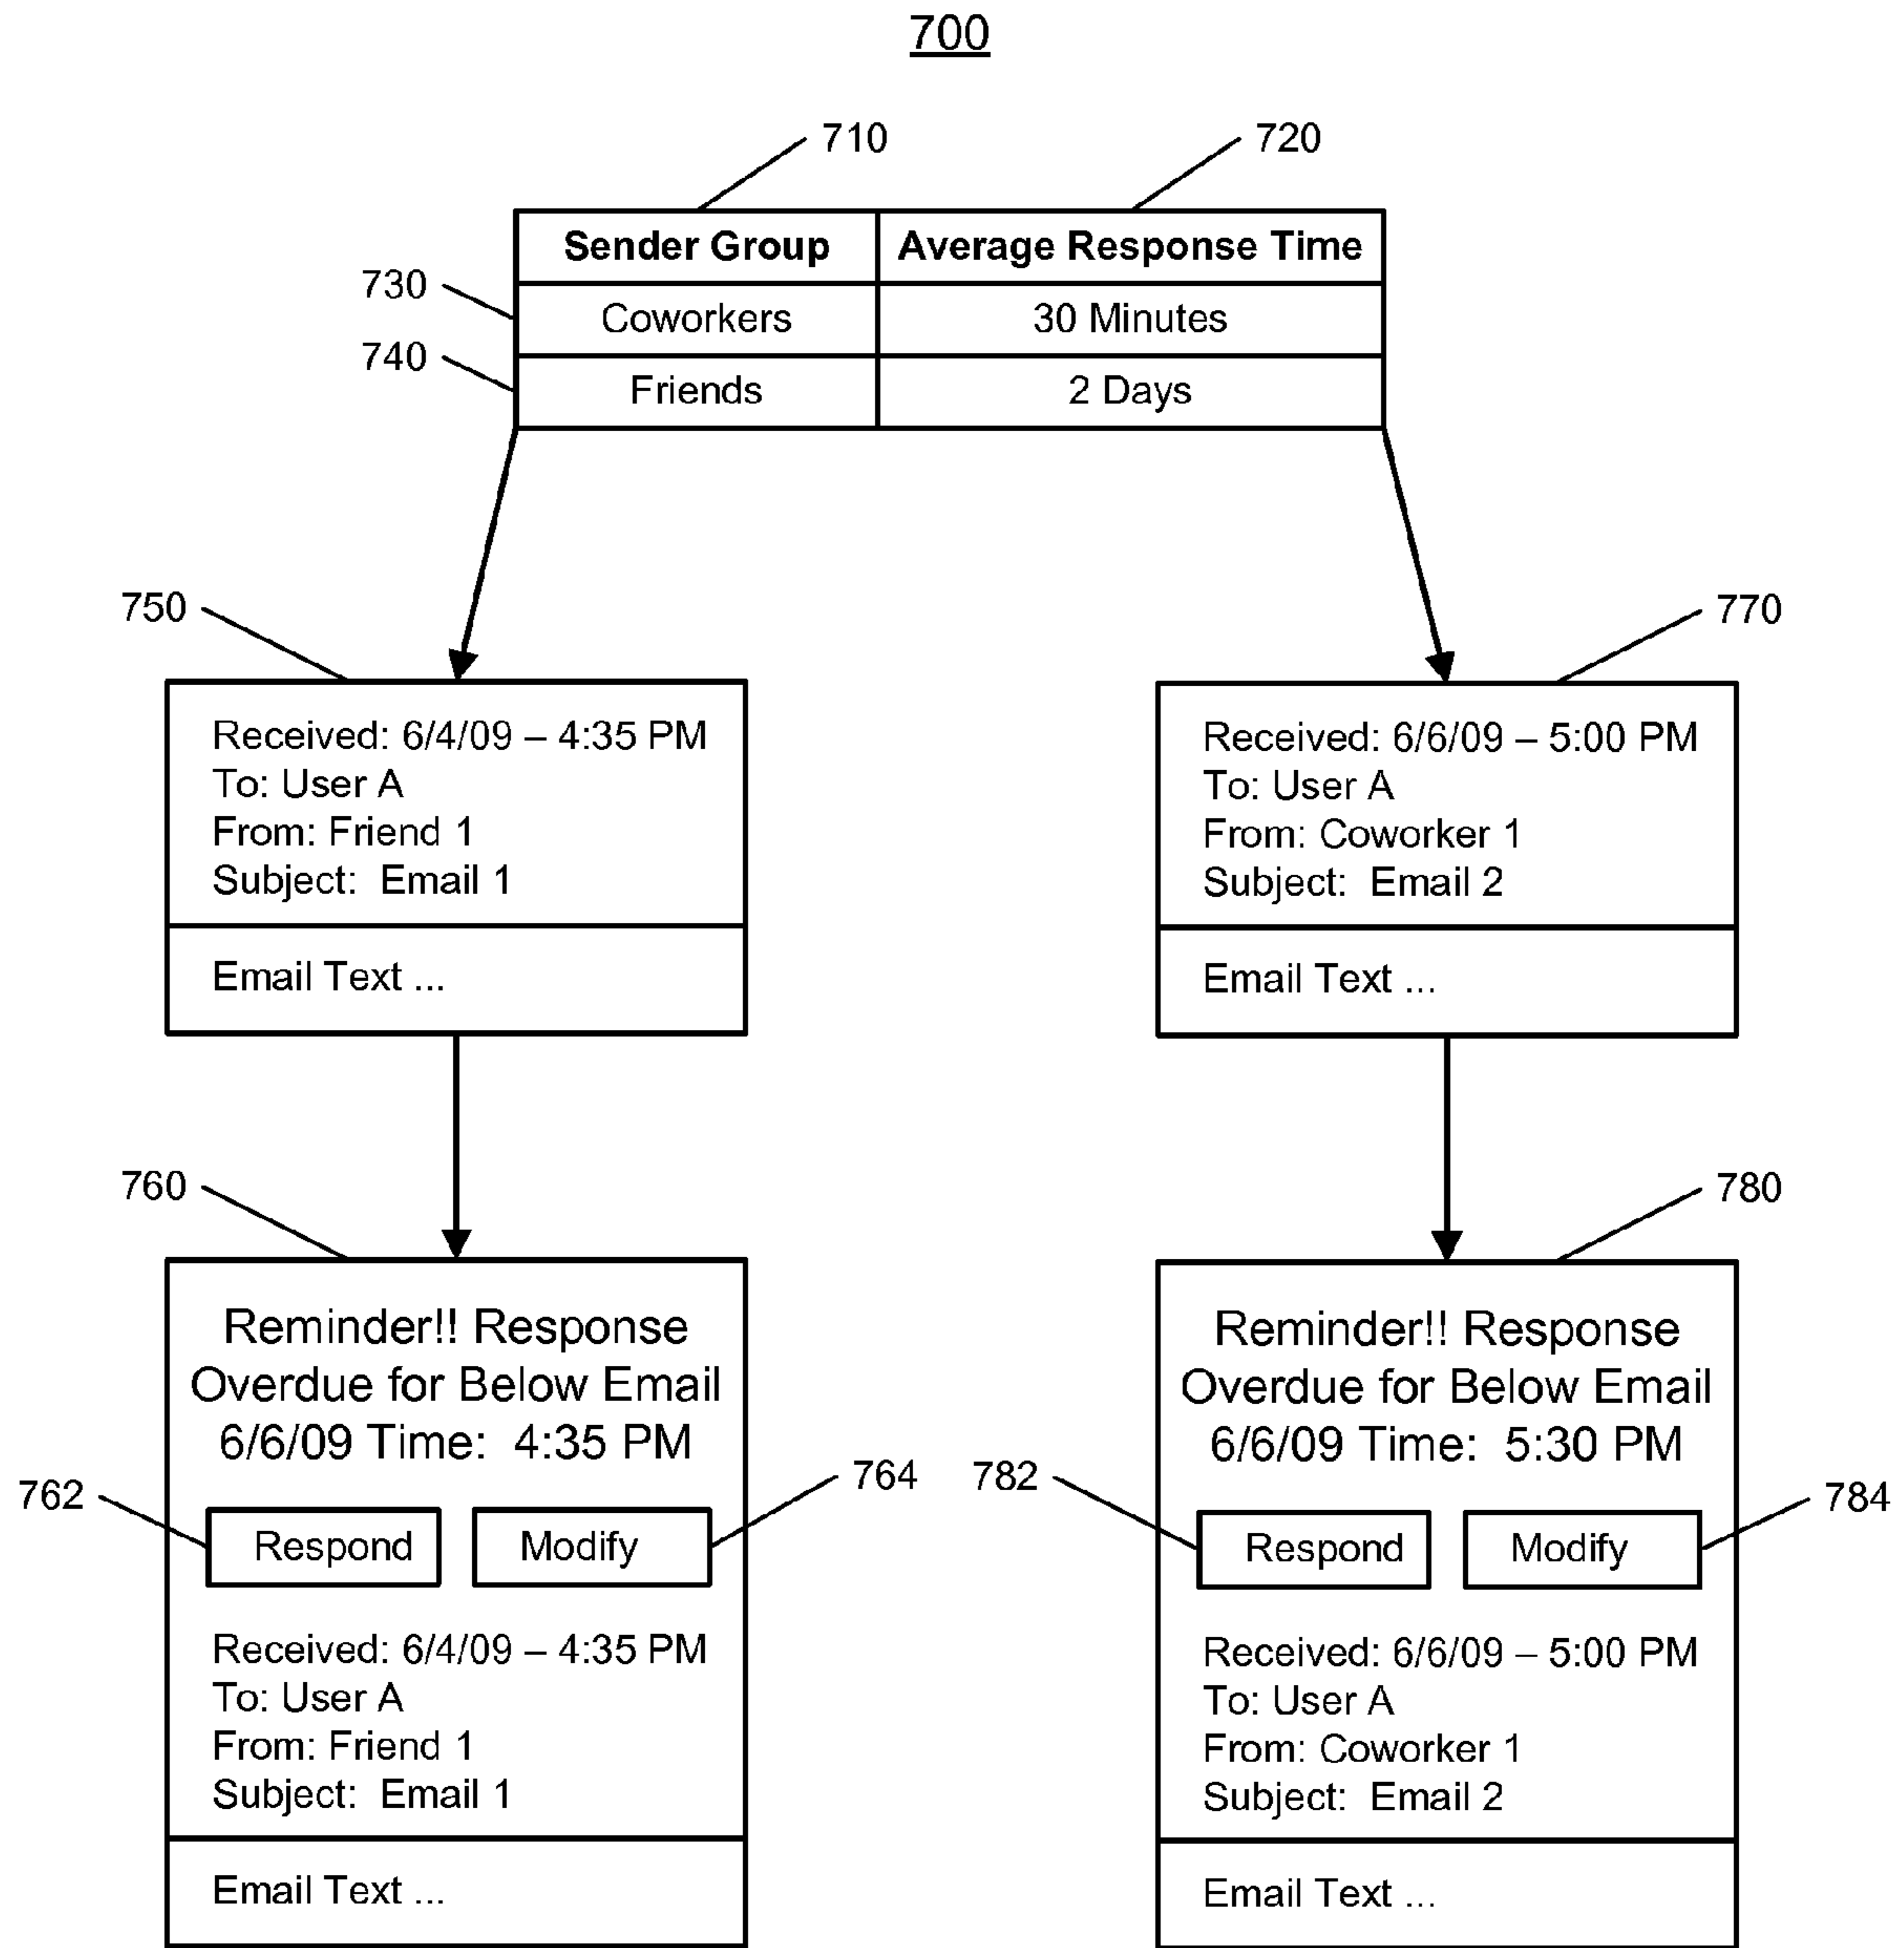 700
710
720
Sender Group
Average Response Time
730
Coworkers
30 Minutes
740
Friends
2 Days
750
Received: 6/4/09 – 4:35 PM
To: User A
From: Friend 1
Subject:  Email 1
Email Text ...
770
Received: 6/6/09 – 5:00 PM
To: User A
From: Coworker 1
Subject:  Email 2
Email Text ...
760
Reminder!! Response
Overdue for Below Email
6/6/09 Time:  4:35 PM
762
764
Respond
Modify
Received: 6/4/09 – 4:35 PM
To: User A
From: Friend 1
Subject:  Email 1
Email Text ...
780
Reminder!! Response
Overdue for Below Email
6/6/09 Time:  5:30 PM
782
784
Respond
Modify
Received: 6/6/09 – 5:00 PM
To: User A
From: Coworker 1
Subject:  Email 2
Email Text ...